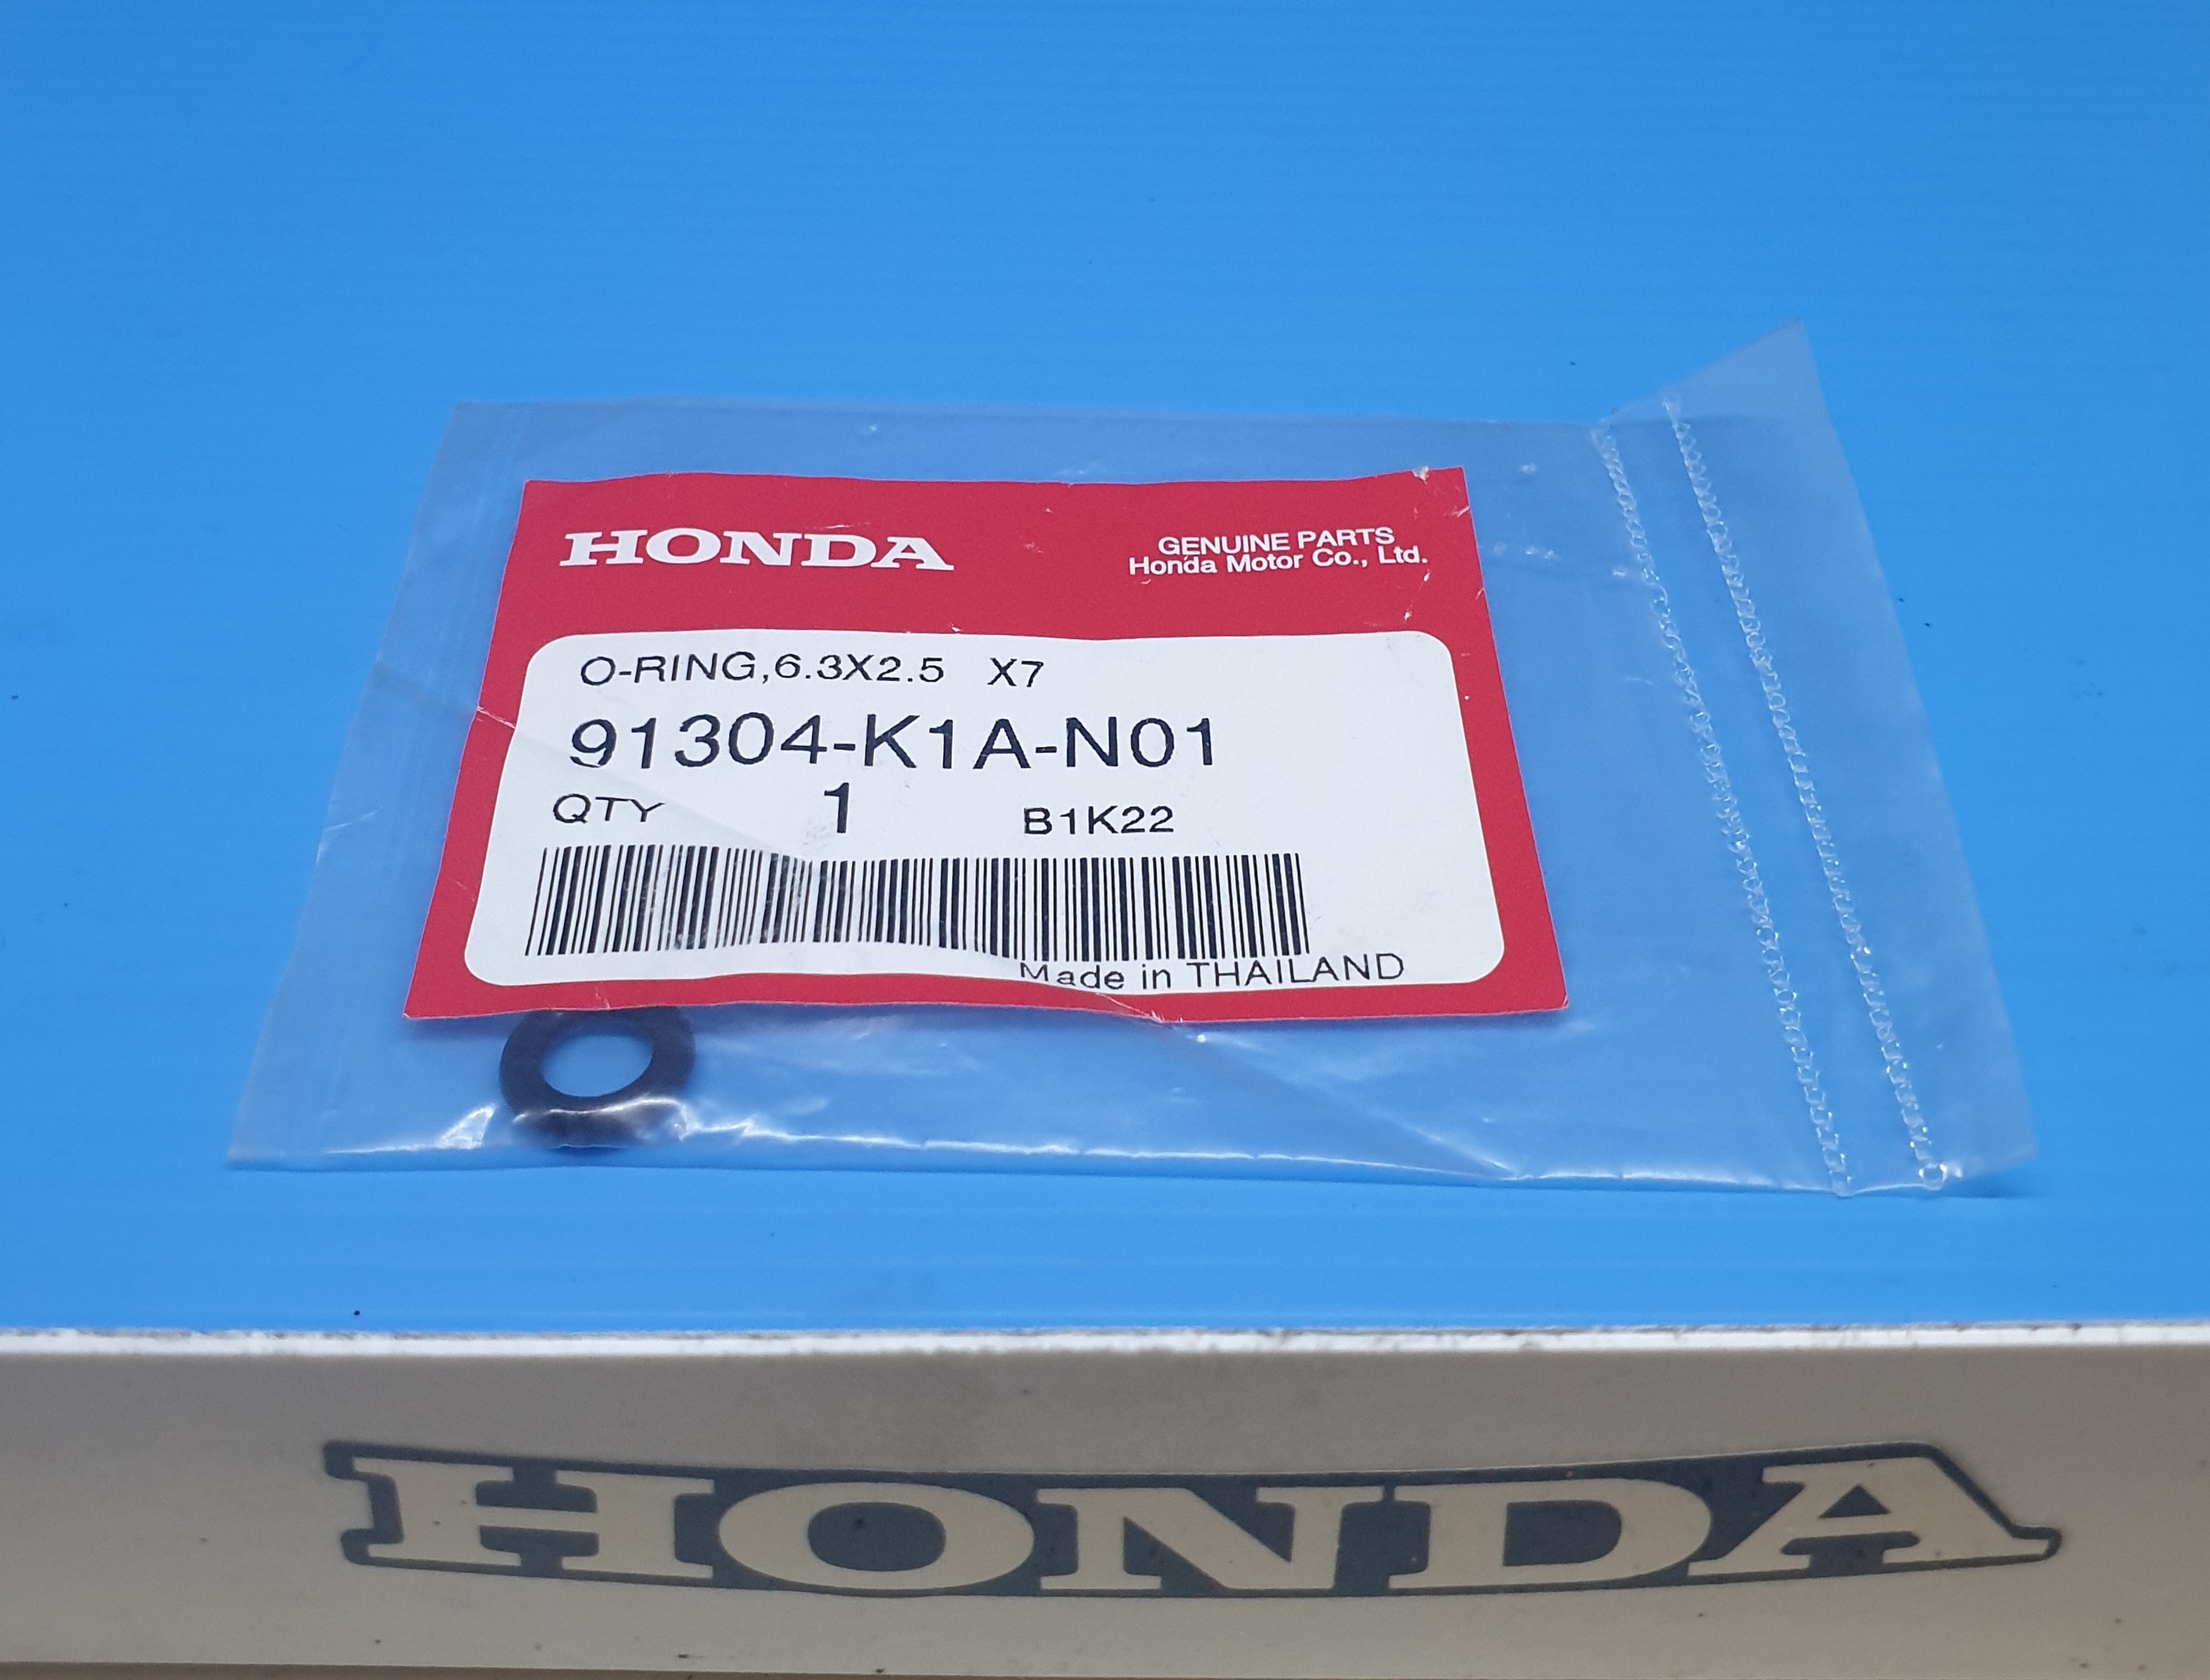 HONDA
GENUINE PARTS
Honda Motor Co., Ltd.
O-RING,6.3X2.5 X7
91304-K1A-N01
QTY 1 B1K22
Made in THAILAND
HONDA